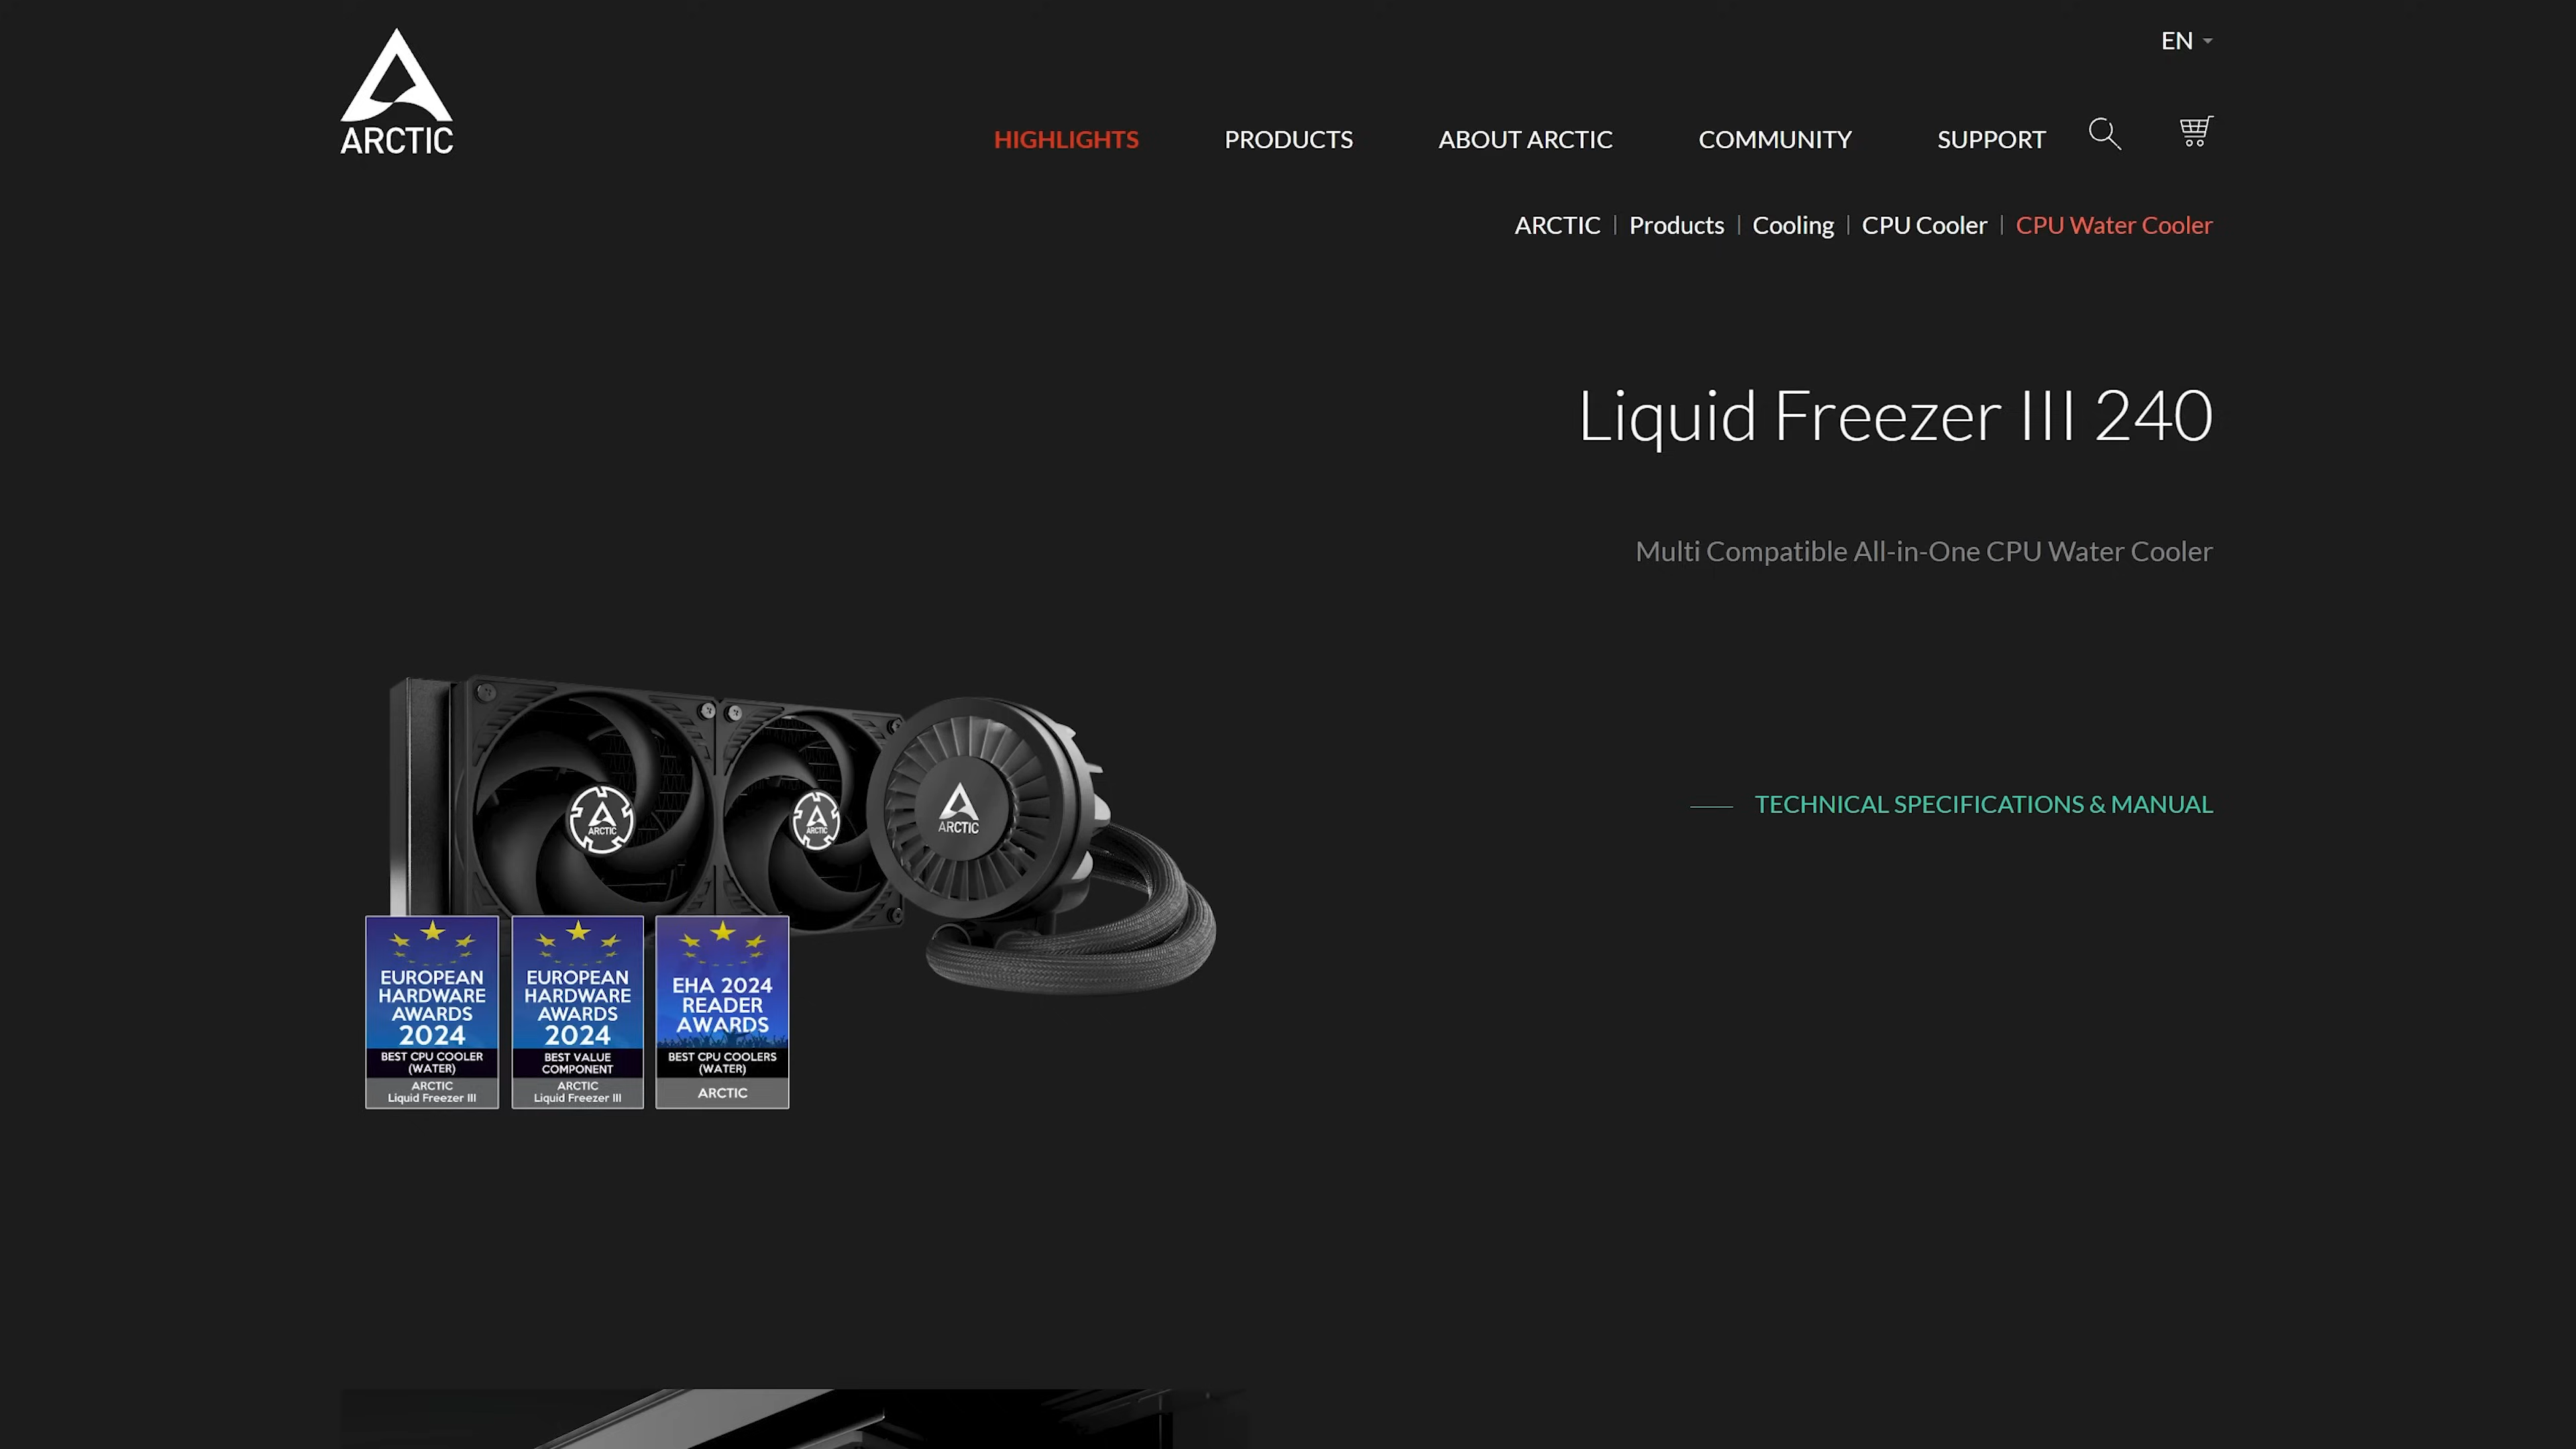 ARCTIC
EN
HIGHLIGHTS PRODUCTS ABOUT ARCTIC COMMUNITY SUPPORT
ARCTIC | Products | Cooling | CPU Cooler | CPU Water Cooler
Liquid Freezer III 240
Multi Compatible All-in-One CPU Water Cooler
TECHNICAL SPECIFICATIONS & MANUAL
ARCTIC
ARCTIC
ARCTIC
EUROPEAN
HARDWARE
AWARDS
2024
BEST CPU COOLER
(WATER)
ARCTIC
Liquid Freezer III
EUROPEAN
HARDWARE
AWARDS
2024
BEST VALUE
COMPONENT
ARCTIC
Liquid Freezer III
EHA 2024
READER
AWARDS
BEST CPU COOLERS
(WATER)
ARCTIC